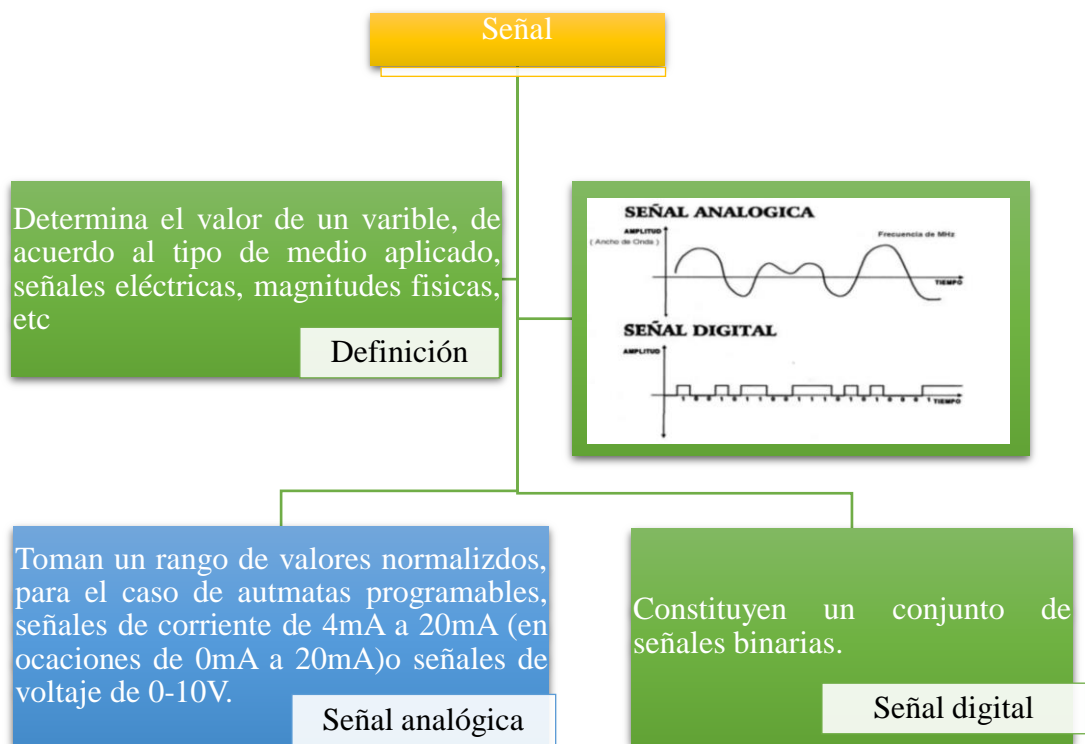 Señal
Determina el valor de un varible, de
acuerdo al tipo de medio aplicado,
señales eléctricas, magnitudes fisicas,
etc
Definición
SEÑAL ANALOGICA
AMPLITUD
( Ancho de Onda )
Frecuencia de MHz
TIEMPO
SEÑAL DIGITAL
AMPLITUD
TIEMPO
Toman un rango de valores normalizdos,
para el caso de autmatas programables,
señales de corriente de 4mA a 20mA (en
ocaciones de 0mA a 20mA)o señales de
voltaje de 0-10V.
Señal analógica
Constituyen un conjunto de
señales binarias.
Señal digital